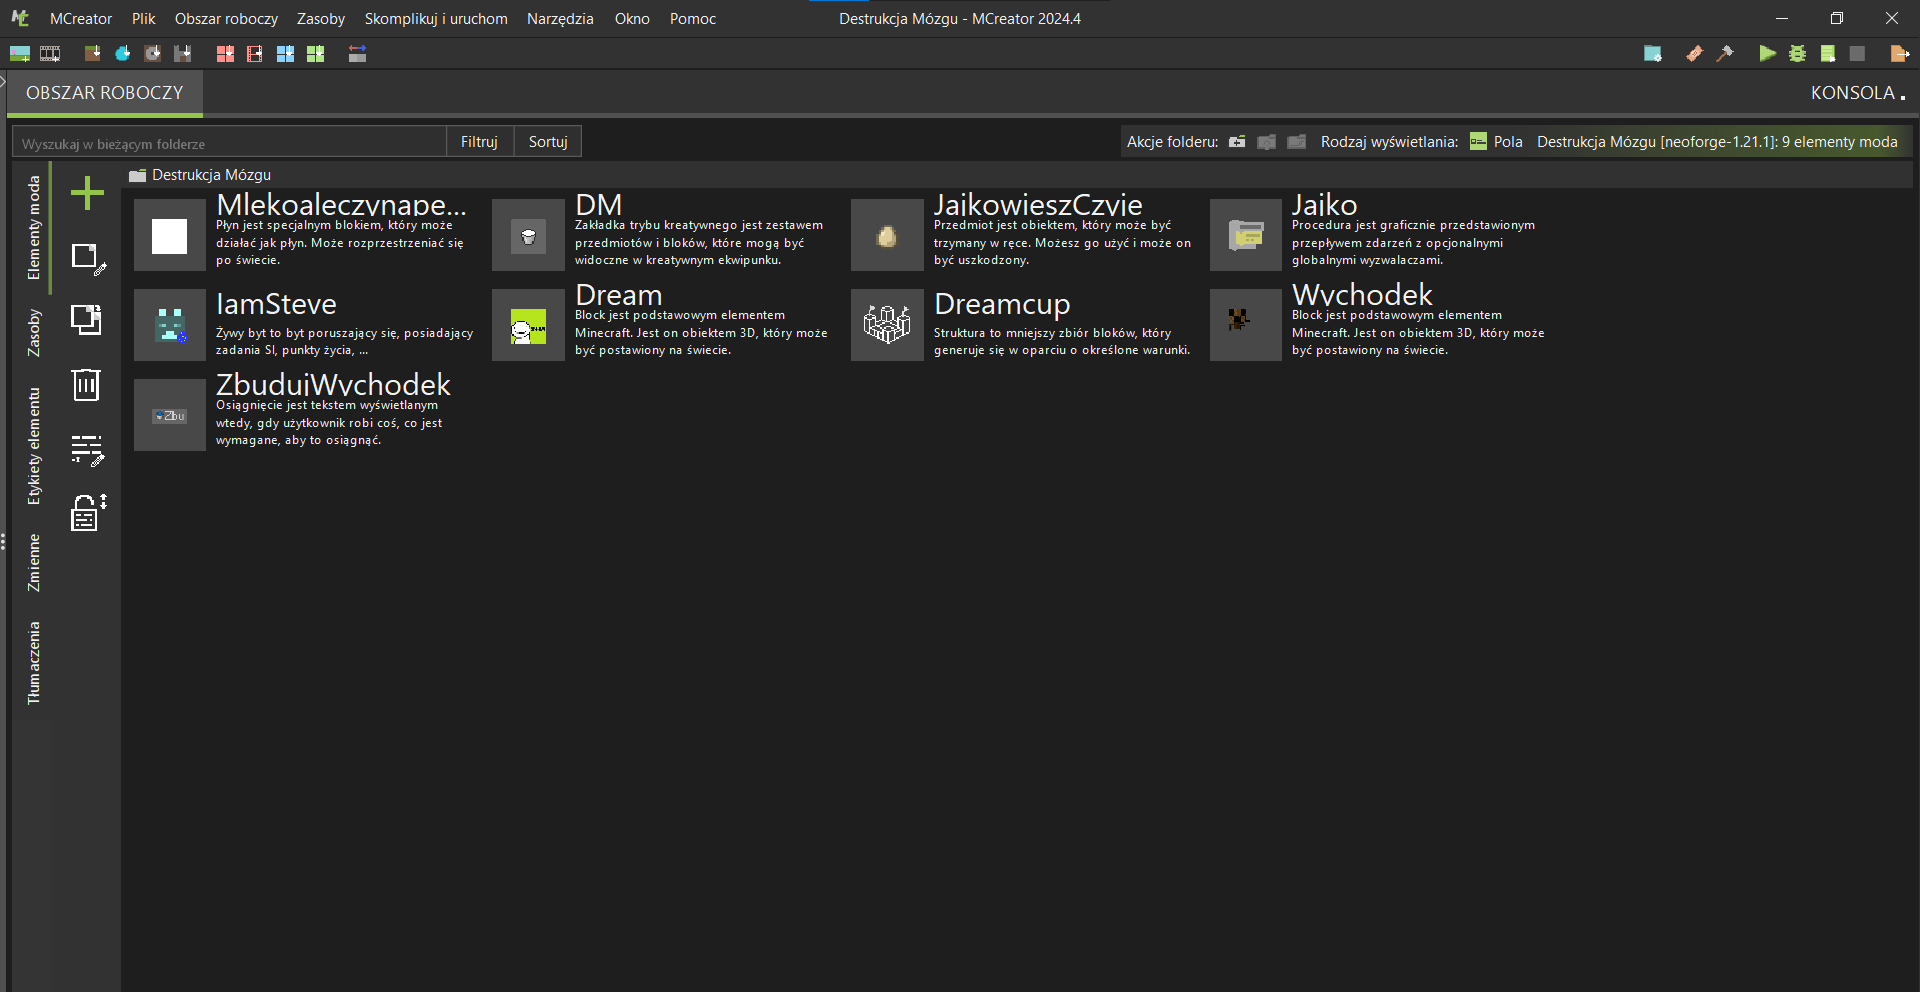 MCreator Plik Obszar roboczy Zasoby Skompilkuj i uruchom Narzędzia Okno Pomoc Destrukcja Mózgu - MCreator 2024.4
OBSZAR ROBOCZY KONSOLA
Wyszukaj w bieżącym folderze Filtruj Sortuj Akcje folderu: Rodzaj wyświetlania: Pola Destrukcja Mózgu [neoforge-1.21.1]: 9 elementy moda
Elementy moda
Zasoby
Etykiety elementu
Zmienne
Tłumaczenia
Destrukcja Mózgu
Mlekoaleczynape...
Płyn jest specjalnym blokiem, który może
działać jak płyn. Może rozprzestrzeniać się
po świecie.
DM
Zakładka trybu kreatywnego jest zestawem
przedmiotów i bloków, które mogą być
widoczne w kreatywnym ekwipunku.
JajkowieszCzyje
Przedmiot jest obiektem, który może być
trzymany w ręce. Możesz go użyć i może on
być uszkodzony.
Jajko
Procedura jest graficznie przedstawionym
przepływem zdarzeń z opcjonalnymi
globalnymi wyzwalaczami.
IamSteve
Żywy byt to byt poruszający się, posiadający
zadania SI, punkty życia, ...
Dream
Block jest podstawowym elementem
Minecraft. Jest on obiektem 3D, który może
być postawiony na świecie.
Dreamcup
Struktura to mniejszy zbiór bloków, który
generuje się w oparciu o określone warunki.
Wychodek
Block jest podstawowym elementem
Minecraft. Jest on obiektem 3D, który może
być postawiony na świecie.
Zbu
ZbudujWychodek
Osiągnięcie jest tekstem wyświetlanym
wtedy, gdy użytkownik robi coś, co jest
wymagane, aby to osiągnąć.